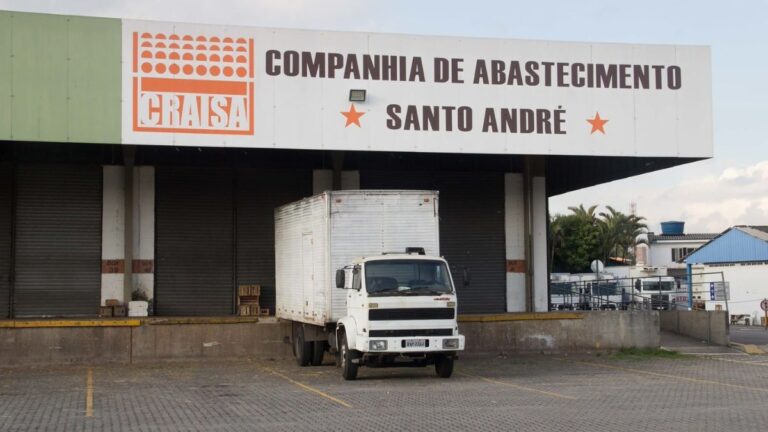 COMPANHIA DE ABASTECIMENTO
SANTO ANDRÉ
CRAISA